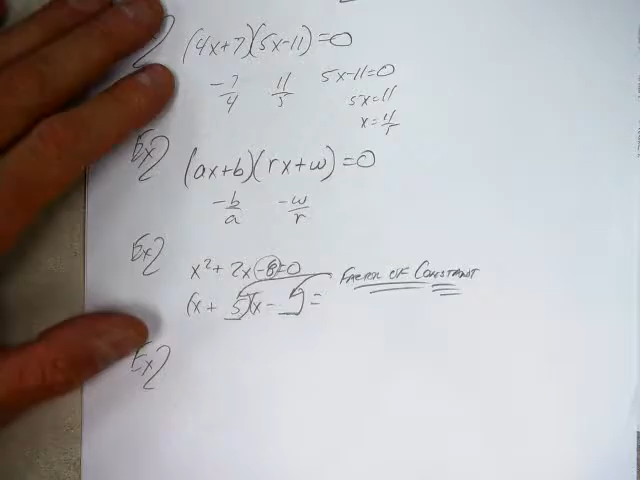 (4x+7)(5x-11)=0
-7/4 11/5 5x-11=0
5x=11
x=11/5
Ex) (ax+b)(rx+w)=0
-b/a -w/r
Ex) x²+2x-8=0 FACTOR OF CONSTANT
(x+ )(x- )=
Ex)